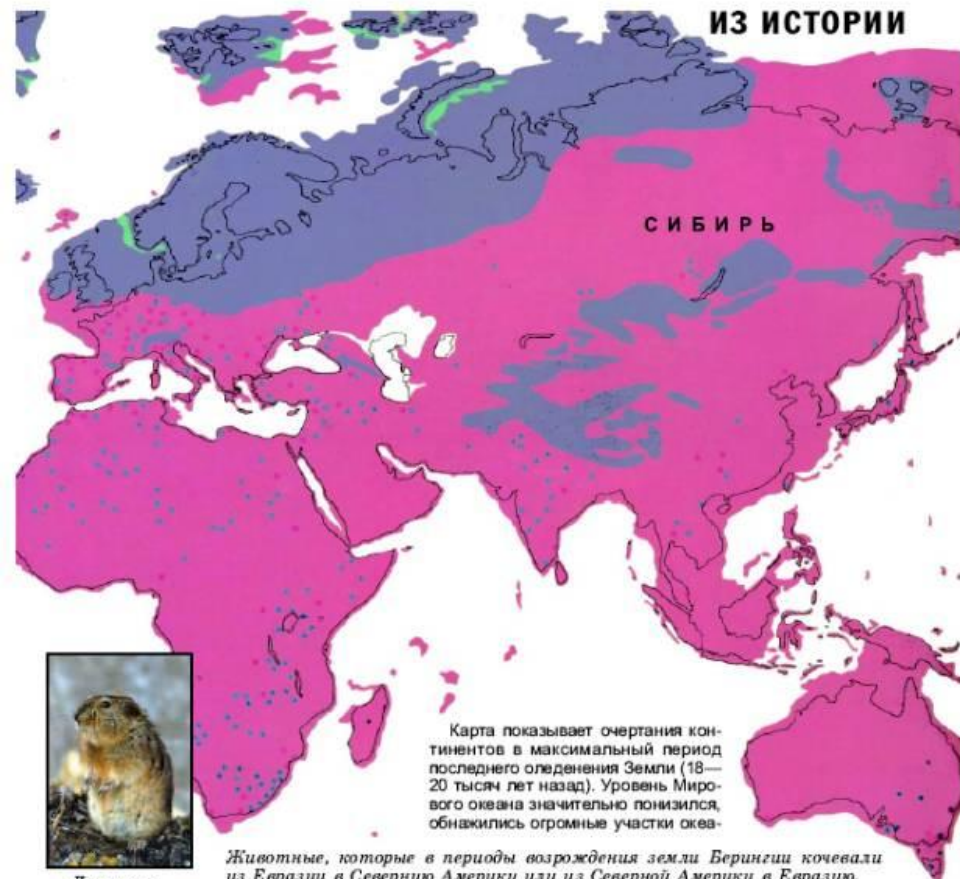 ИЗ ИСТОРИИ
СИБИРЬ
Карта показывает очертания кон-
тинентов в максимальный период
последнего оледенения Земли (18—
20 тысяч лет назад). Уровень Миро-
вого океана значительно понизился,
обнажились огромные участки океа-
Животные, которые в периоды возрождения земли Берингии кочевали
из Евразии в Северную Америку или из Северной Америки в Евразию.